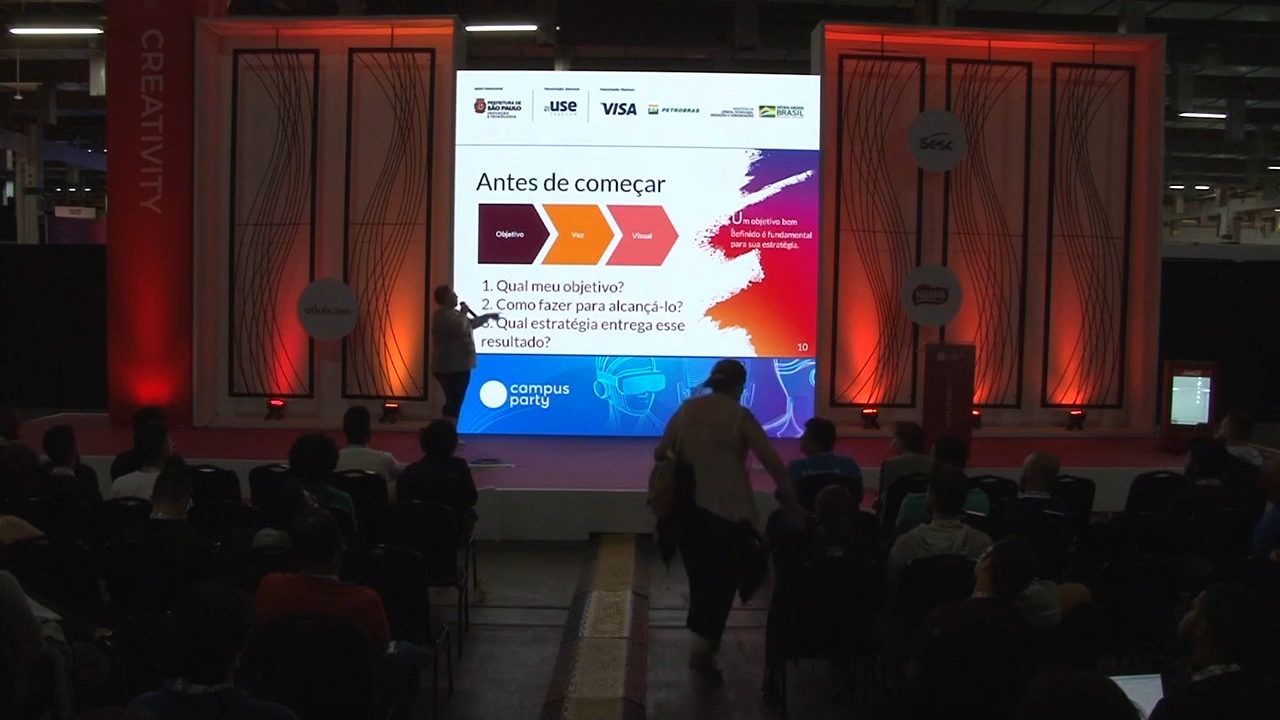 CREATIVITY
PREFEITURA DE
SÃO PAULO
use
VISA
PETROBRAS
BRASIL
sesc
Antes de começar
Objetivo
Voz
Visual
Um objetivo bem
definido é fundamental
para sua estratégia.
1. Qual meu objetivo?
2. Como fazer para alcançá-lo?
3. Qual estratégia entrega esse
resultado?
10
oBoticário
Nestlé
campus
party